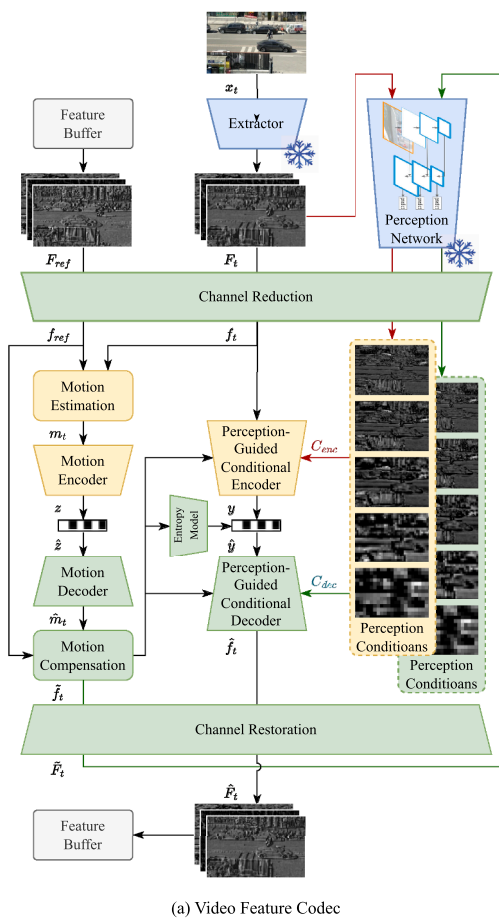 x_t
Feature
Buffer
Extractor
Perception
Network
F_ref
F_t
Channel Reduction
f_ref
f_t
Motion
Estimation
m_t
Motion
Encoder
Perception-
Guided
Conditional
Encoder
C_enc
z
y
Entropy
Model
ẑ
ŷ
Motion
Decoder
Perception-
Guided
Conditional
Decoder
C_dec
m̂_t
Motion
Compensation
f̂_t
Perception
Conditioans
Perception
Conditioans
f̃_t
Channel Restoration
F̃_t
F̂_t
Feature
Buffer
(a) Video Feature Codec